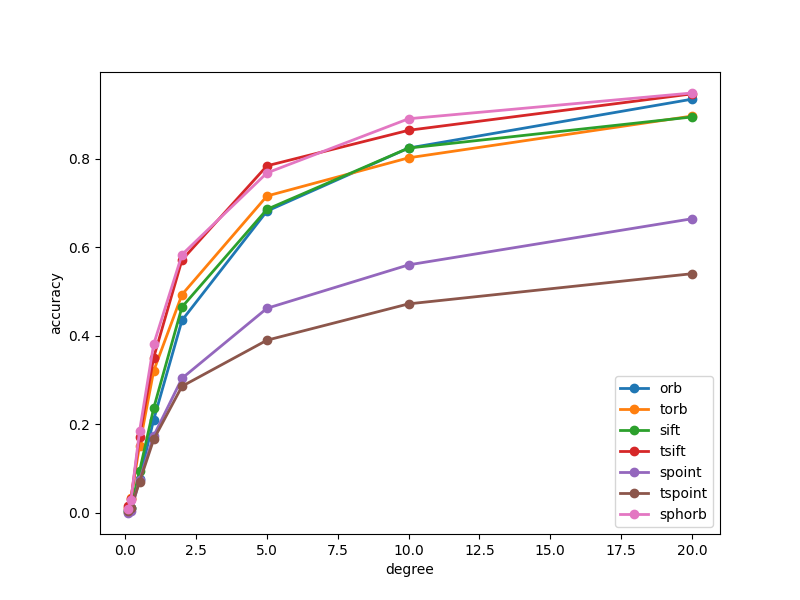 0.8
0.6
0.4
0.2
0.0
accuracy
0.0 2.5 5.0 7.5 10.0 12.5 15.0 17.5 20.0
degree
orb
torb
sift
tsift
spoint
tspoint
sphorb